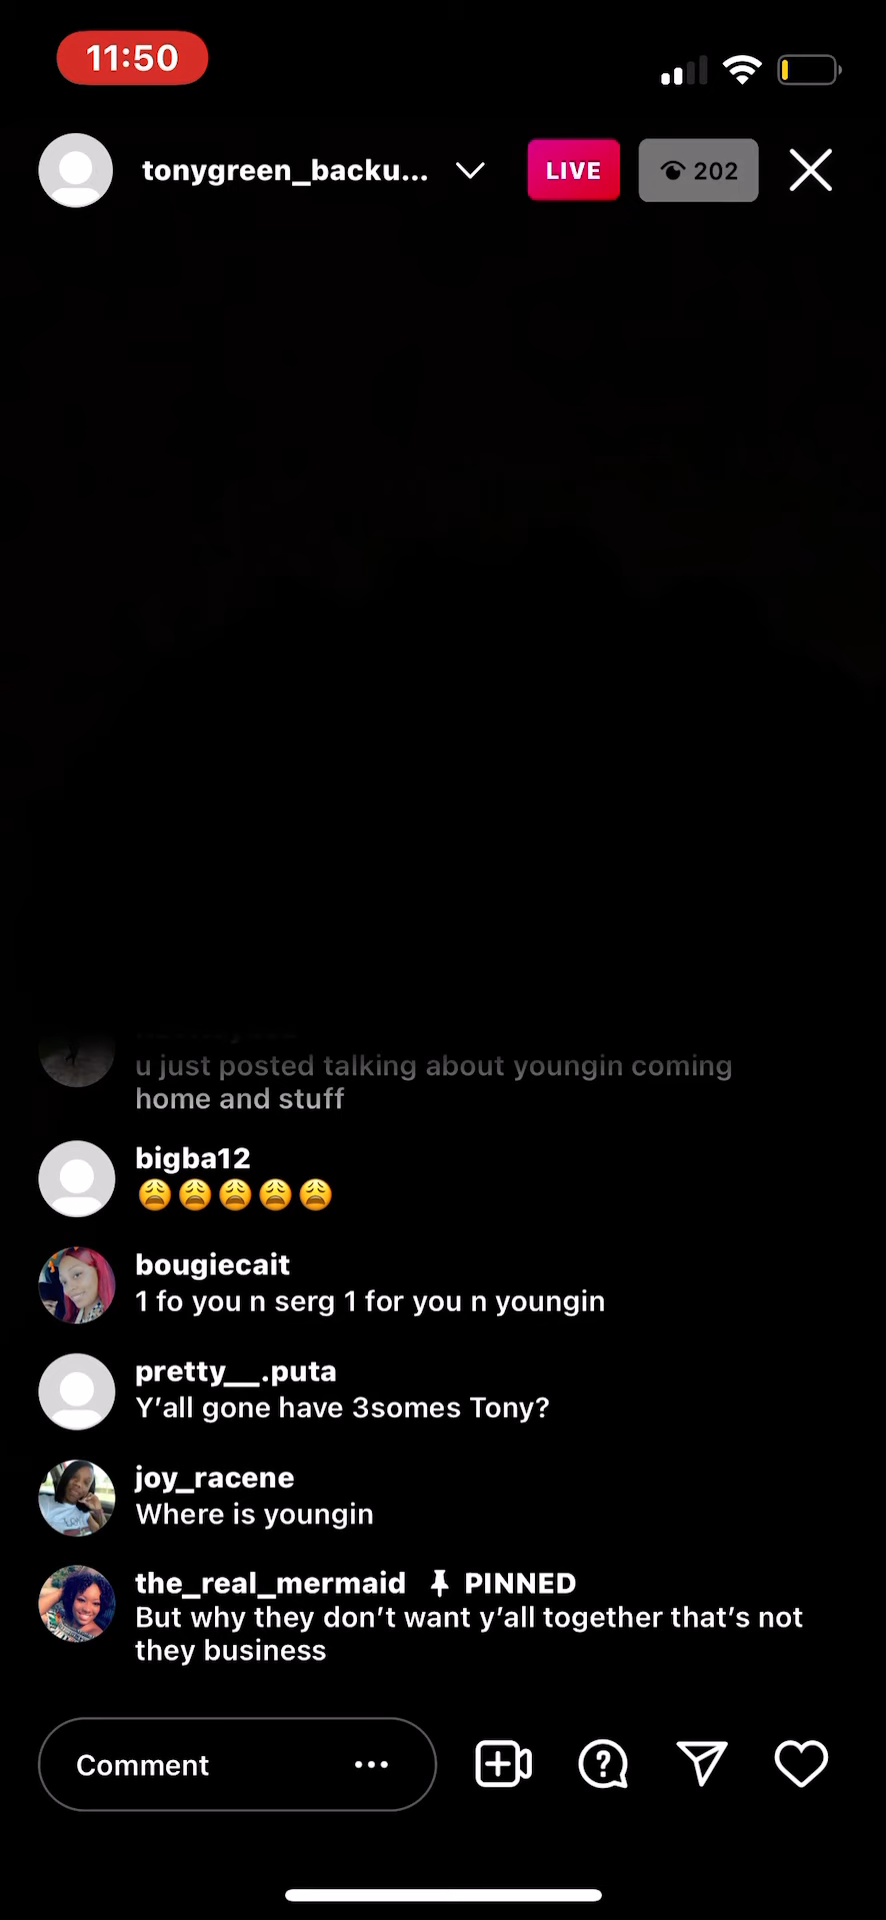 11:50
tonygreen_backu...
LIVE
202
u just posted talking about youngin coming
home and stuff
bigba12
😩😩😩😩😩
bougiecait
1 fo you n serg 1 for you n youngin
pretty__.puta
Y'all gone have 3somes Tony?
joy_racene
Where is youngin
the_real_mermaid PINNED
But why they don't want y'all together that's not
they business
Comment